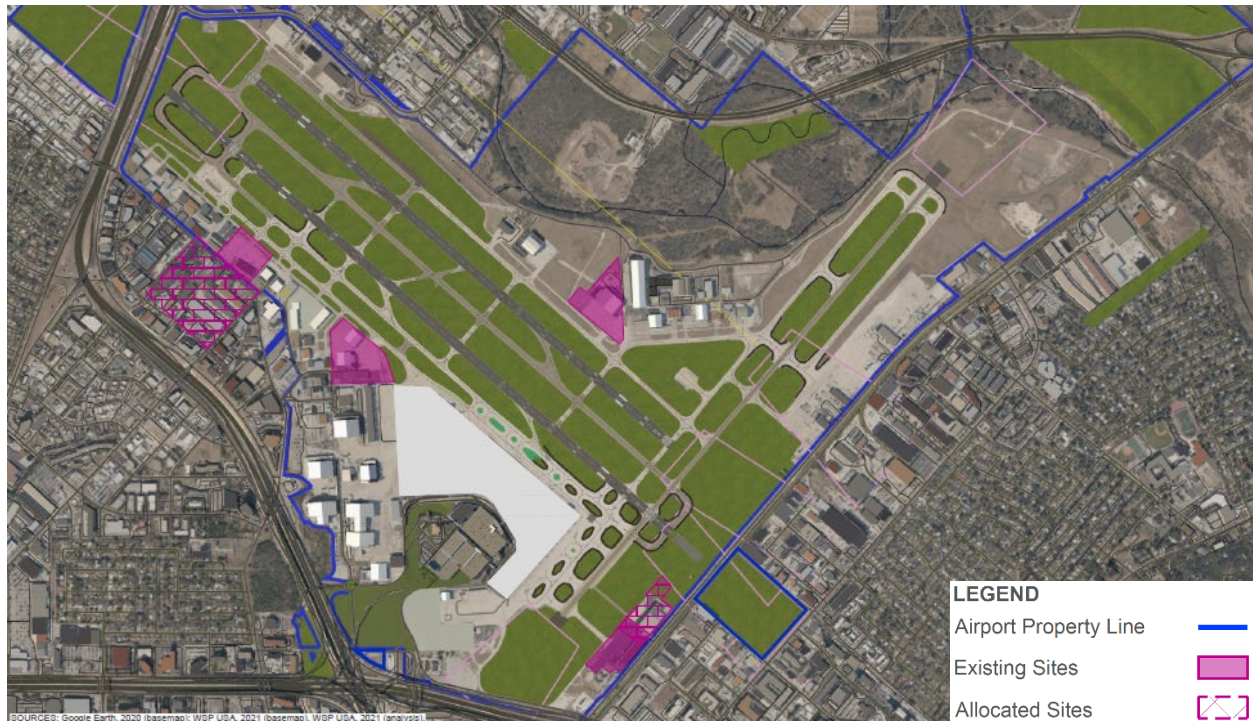 LEGEND
Airport Property Line
Existing Sites
Allocated Sites
SOURCES: Google Earth, 2020 (basemap); WSP USA, 2021 (basemap), WSP USA, 2021 (analysis).